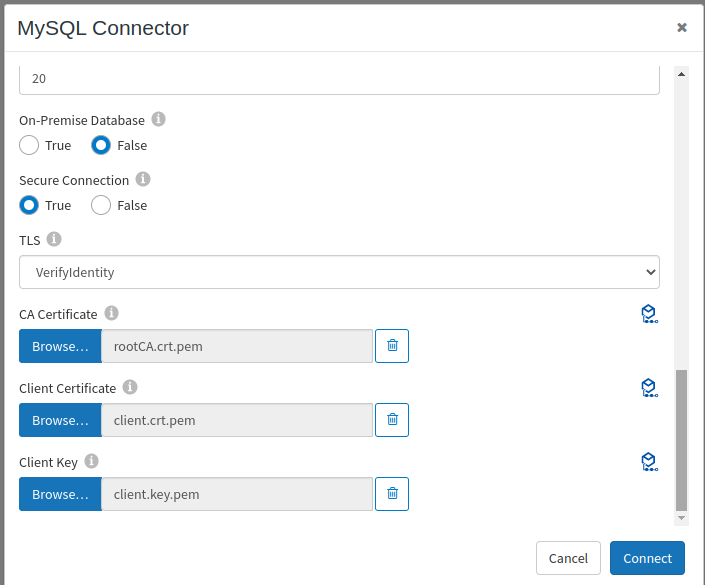 MySQL Connector
20
On-Premise Database
True False
Secure Connection
True False
TLS
VerifyIdentity
CA Certificate
Browse... rootCA.crt.pem
Client Certificate
Browse... client.crt.pem
Client Key
Browse... client.key.pem
Cancel Connect